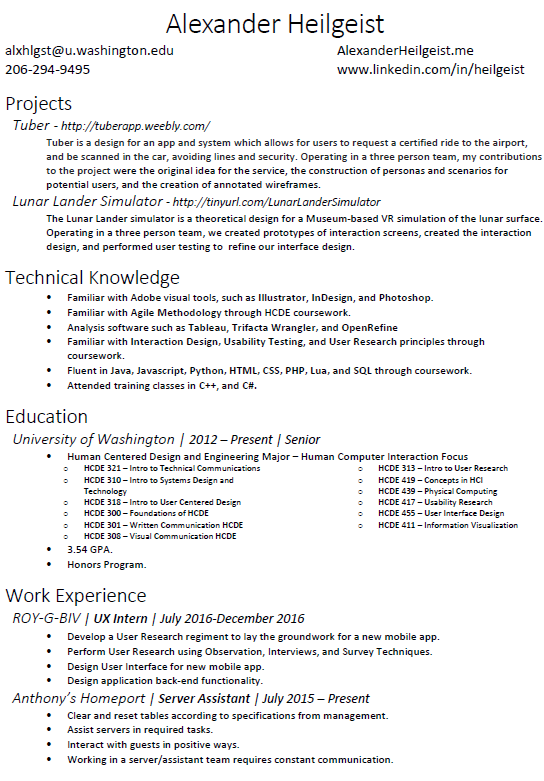 Alexander Heilgeist
alxhlgst@u.washington.edu AlexanderHeilgeist.me
206-294-9495 www.linkedin.com/in/heilgeist
Projects
Tuber - http://tuberapp.weebly.com/
Tuber is a design for an app and system which allows for users to request a certified ride to the airport,
and be scanned in the car, avoiding lines and security. Operating in a three person team, my contributions
to the project were the original idea for the service, the construction of personas and scenarios for
potential users, and the creation of annotated wireframes.
Lunar Lander Simulator - http://tinyurl.com/LunarLanderSimulator
The Lunar Lander simulator is a theoretical design for a Museum-based VR simulation of the lunar surface.
Operating in a three person team, we created prototypes of interaction screens, created the interaction
design, and performed user testing to refine our interface design.
Technical Knowledge
• Familiar with Adobe visual tools, such as Illustrator, InDesign, and Photoshop.
• Familiar with Agile Methodology through HCDE coursework.
• Analysis software such as Tableau, Trifacta Wrangler, and OpenRefine
• Familiar with Interaction Design, Usability Testing, and User Research principles through
coursework.
• Fluent in Java, Javascript, Python, HTML, CSS, PHP, Lua, and SQL through coursework.
• Attended training classes in C++, and C#.
Education
University of Washington | 2012 – Present | Senior
• Human Centered Design and Engineering Major – Human Computer Interaction Focus
o HCDE 321 – Intro to Technical Communications
o HCDE 310 – Intro to Systems Design and
Technology
o HCDE 318 – Intro to User Centered Design
o HCDE 300 – Foundations of HCDE
o HCDE 301 – Written Communication HCDE
o HCDE 308 – Visual Communication HCDE
o HCDE 313 – Intro to User Research
o HCDE 419 – Concepts in HCI
o HCDE 439 – Physical Computing
o HCDE 417 – Usability Research
o HCDE 455 – User Interface Design
o HCDE 411 – Information Visualization
• 3.54 GPA.
• Honors Program.
Work Experience
ROY-G-BIV | UX Intern | July 2016-December 2016
• Develop a User Research regiment to lay the groundwork for a new mobile app.
• Perform User Research using Observation, Interviews, and Survey Techniques.
• Design User Interface for new mobile app.
• Design application back-end functionality.
Anthony's Homeport | Server Assistant | July 2015 – Present
• Clear and reset tables according to specifications from management.
• Assist servers in required tasks.
• Interact with guests in positive ways.
• Working in a server/assistant team requires constant communication.